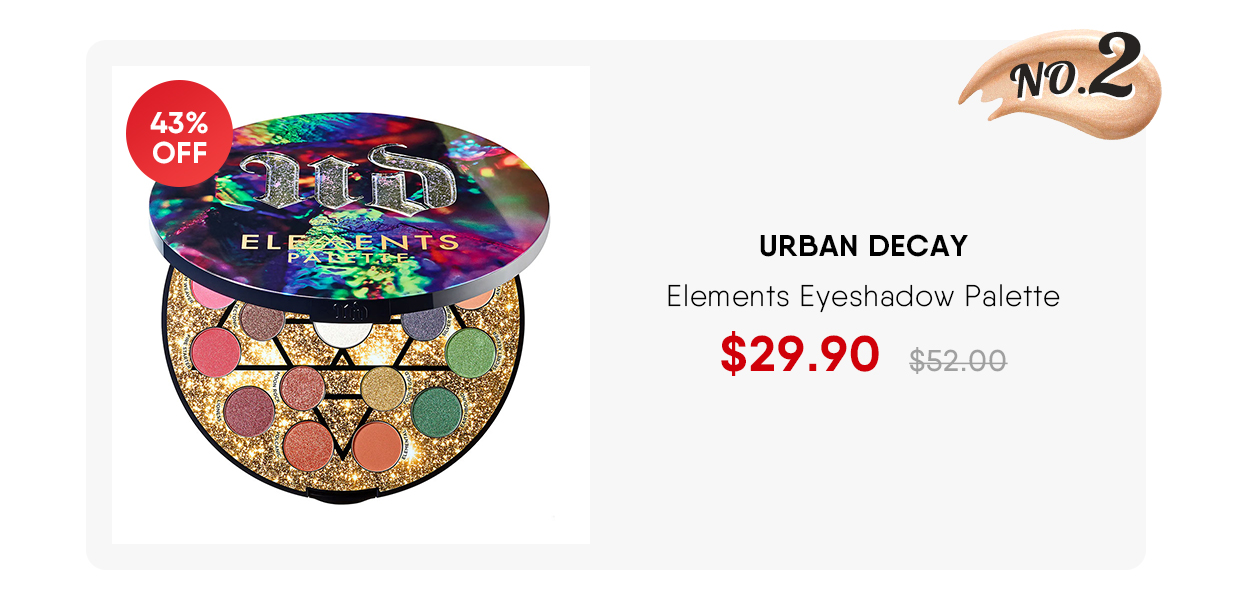 NO.2
43%
OFF
UD
ELEMENTS
PALETTE
URBAN DECAY
Elements Eyeshadow Palette
$29.90 $52.00